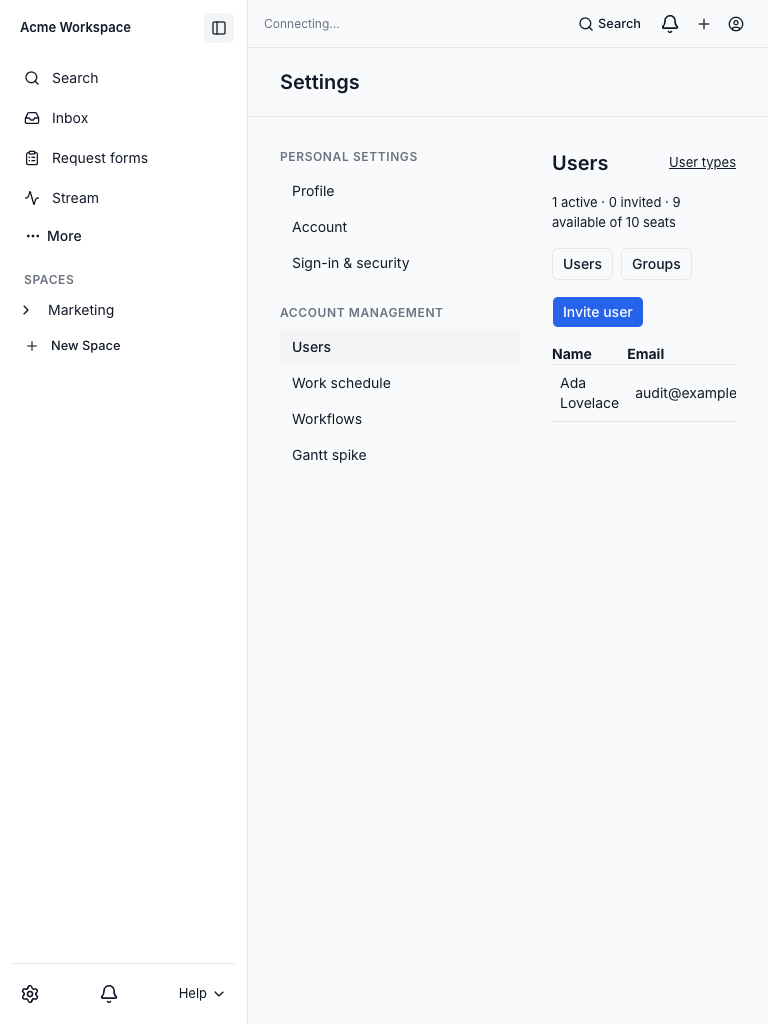 Acme Workspace
Search
Inbox
Request forms
Stream
More
SPACES
Marketing
New Space
Help
Connecting...
Search
Settings
PERSONAL SETTINGS
Profile
Account
Sign-in & security
ACCOUNT MANAGEMENT
Users
Work schedule
Workflows
Gantt spike
Users
User types
1 active · 0 invited · 9
available of 10 seats
Users Groups
Invite user
Name Email
Ada
Lovelace
audit@example